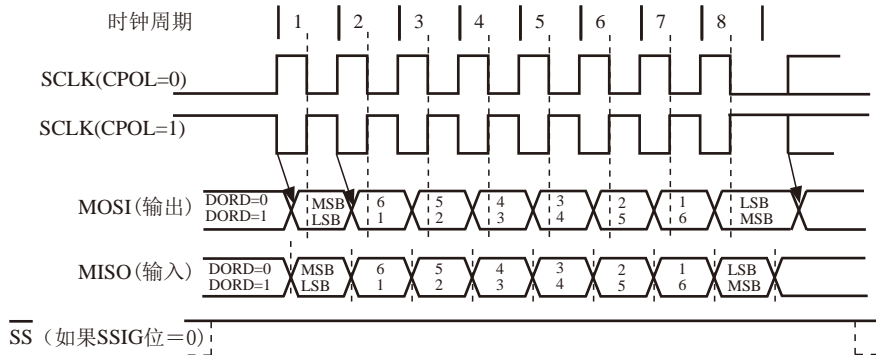 时钟周期 1 2 3 4 5 6 7 8
SCLK(CPOL=0)
SCLK(CPOL=1)
MOSI(输出) DORD=0 MSB 6 5 4 3 2 1 LSB
DORD=1 LSB 1 2 3 4 5 6 MSB
MISO(输入) DORD=0 MSB 6 5 4 3 2 1 LSB
DORD=1 LSB 1 2 3 4 5 6 MSB
SS(如果SSIG位=0)